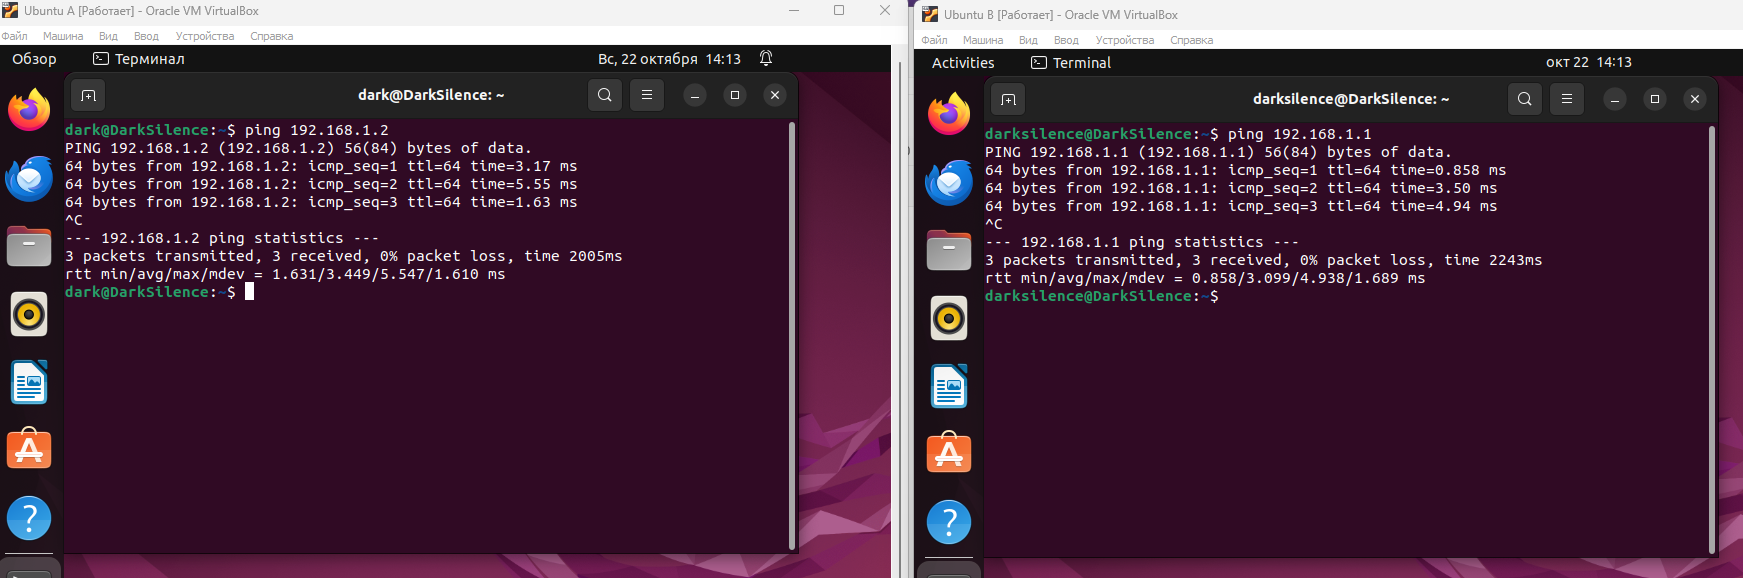 Ubuntu A [Работает] - Oracle VM VirtualBox
Файл Машина Вид Ввод Устройства Справка
Обзор Терминал Вс, 22 октября 14:13
dark@DarkSilence: ~
dark@DarkSilence:~$ ping 192.168.1.2
PING 192.168.1.2 (192.168.1.2) 56(84) bytes of data.
64 bytes from 192.168.1.2: icmp_seq=1 ttl=64 time=3.17 ms
64 bytes from 192.168.1.2: icmp_seq=2 ttl=64 time=5.55 ms
64 bytes from 192.168.1.2: icmp_seq=3 ttl=64 time=1.63 ms
^C
--- 192.168.1.2 ping statistics ---
3 packets transmitted, 3 received, 0% packet loss, time 2005ms
rtt min/avg/max/mdev = 1.631/3.449/5.547/1.610 ms
dark@DarkSilence:~$
Ubuntu B [Работает] - Oracle VM VirtualBox
Файл Машина Вид Ввод Устройства Справка
Activities Terminal окт 22 14:13
darksilence@DarkSilence: ~
darksilence@DarkSilence:~$ ping 192.168.1.1
PING 192.168.1.1 (192.168.1.1) 56(84) bytes of data.
64 bytes from 192.168.1.1: icmp_seq=1 ttl=64 time=0.858 ms
64 bytes from 192.168.1.1: icmp_seq=2 ttl=64 time=3.50 ms
64 bytes from 192.168.1.1: icmp_seq=3 ttl=64 time=4.94 ms
^C
--- 192.168.1.1 ping statistics ---
3 packets transmitted, 3 received, 0% packet loss, time 2243ms
rtt min/avg/max/mdev = 0.858/3.099/4.938/1.689 ms
darksilence@DarkSilence:~$